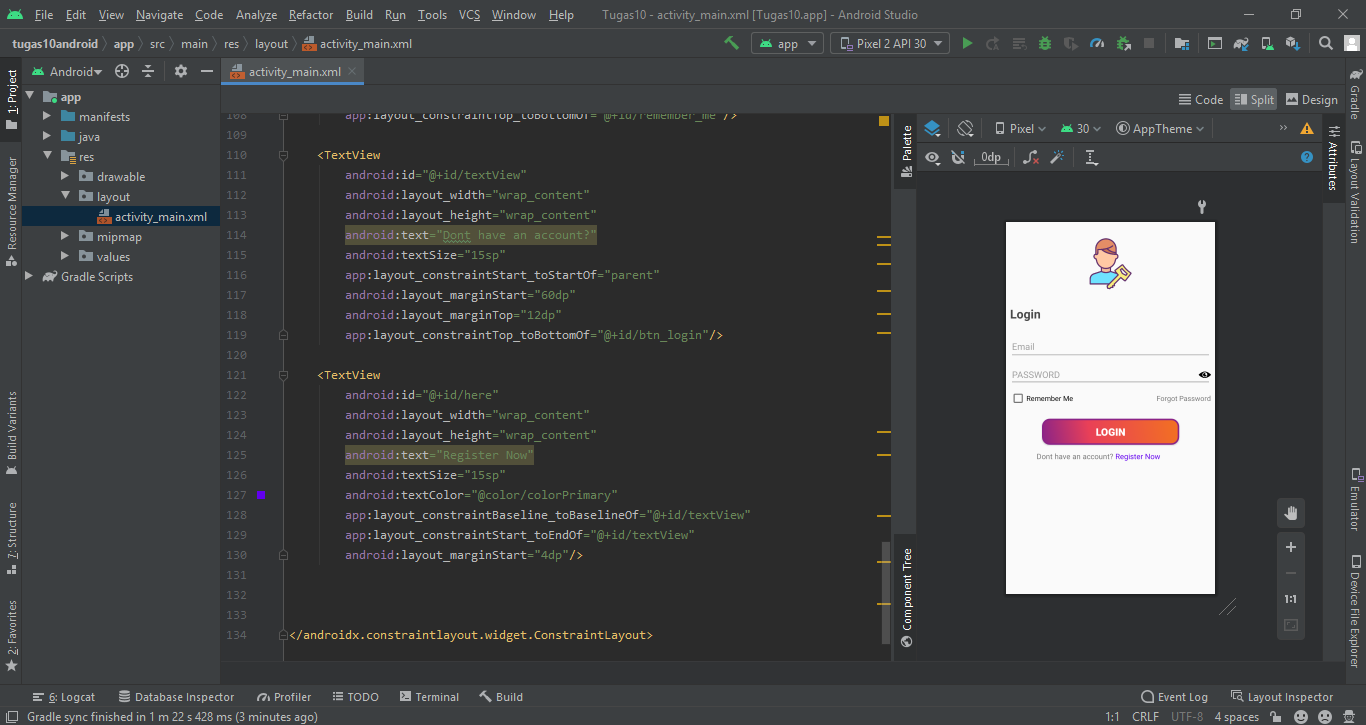 File Edit View Navigate Code Analyze Refactor Build Run Tools VCS Window Help Tugas10 - activity_main.xml [Tugas10.app] - Android Studio
tugas10android app src main res layout activity_main.xml app Pixel 2 API 30
Android activity_main.xml
Code Split Design
1: Project
Resource Manager
Build Variants
7: Structure
2: Favorites
app
manifests
java
res
drawable
layout
activity_main.xml
mipmap
values
Gradle Scripts
108 app:layout_constraintTop_toBottomOf="@+id/remember_me"/>
109
110 <TextView
111 android:id="@+id/textView"
112 android:layout_width="wrap_content"
113 android:layout_height="wrap_content"
114 android:text="Dont have an account?"
115 android:textSize="15sp"
116 app:layout_constraintStart_toStartOf="parent"
117 android:layout_marginStart="60dp"
118 android:layout_marginTop="12dp"
119 app:layout_constraintTop_toBottomOf="@+id/btn_login"/>
120
121 <TextView
122 android:id="@+id/here"
123 android:layout_width="wrap_content"
124 android:layout_height="wrap_content"
125 android:text="Register Now"
126 android:textSize="15sp"
127 android:textColor="@color/colorPrimary"
128 app:layout_constraintBaseline_toBaselineOf="@+id/textView"
129 app:layout_constraintStart_toEndOf="@+id/textView"
130 android:layout_marginStart="4dp"/>
131
132
133
134 </androidx.constraintlayout.widget.ConstraintLayout>
Palette
Component Tree
Pixel 30 AppTheme »
0dp
Login
Email
PASSWORD
Remember Me Forgot Password
LOGIN
Dont have an account? Register Now
1:1
Attributes
Gradle
Layout Validation
Emulator
Device File Explorer
6: Logcat Database Inspector Profiler TODO Terminal Build Event Log Layout Inspector
Gradle sync finished in 1 m 22 s 428 ms (3 minutes ago) 1:1 CRLF UTF-8 4 spaces